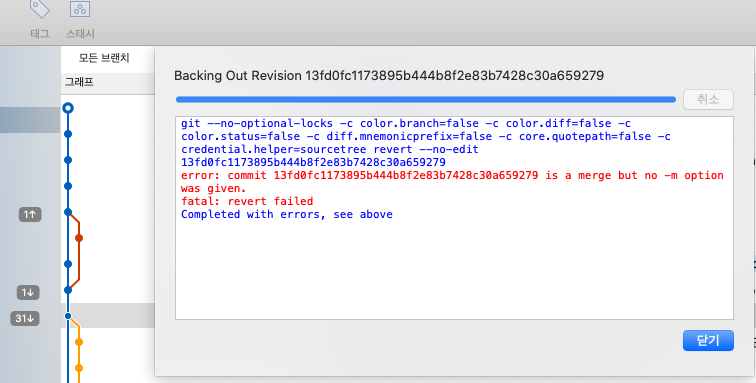 태그
스태시
모든 브랜치
그래프
Backing Out Revision 13fd0fc1173895b444b8f2e83b7428c30a659279
취소
git --no-optional-locks -c color.branch=false -c color.diff=false -c
color.status=false -c diff.mnemonicprefix=false -c core.quotepath=false -c
credential.helper=sourcetree revert --no-edit
13fd0fc1173895b444b8f2e83b7428c30a659279
error: commit 13fd0fc1173895b444b8f2e83b7428c30a659279 is a merge but no -m option
was given.
fatal: revert failed
Completed with errors, see above
1↑
1↓
31↓
닫기